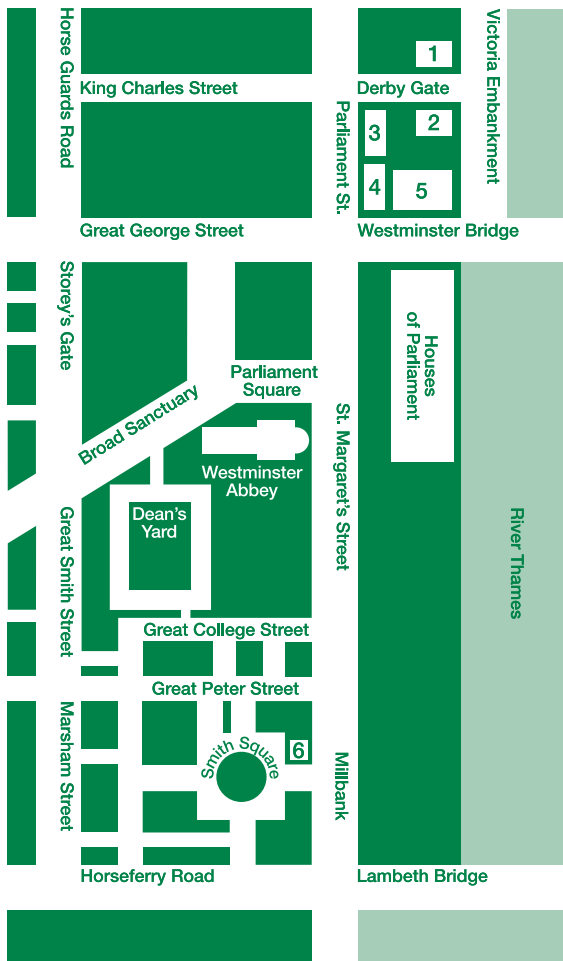 Horse Guards Road
King Charles Street
1
Derby Gate
Victoria Embankment
Parliament St.
3
2
4
5
Great George Street
Westminster Bridge
Storey's Gate
Broad Sanctuary
Parliament
Square
Houses
of Parliament
Westminster
Abbey
St. Margaret's Street
Dean's
Yard
Great Smith Street
River Thames
Great College Street
Great Peter Street
Marsham Street
Smith Square
6
Millbank
Horseferry Road
Lambeth Bridge